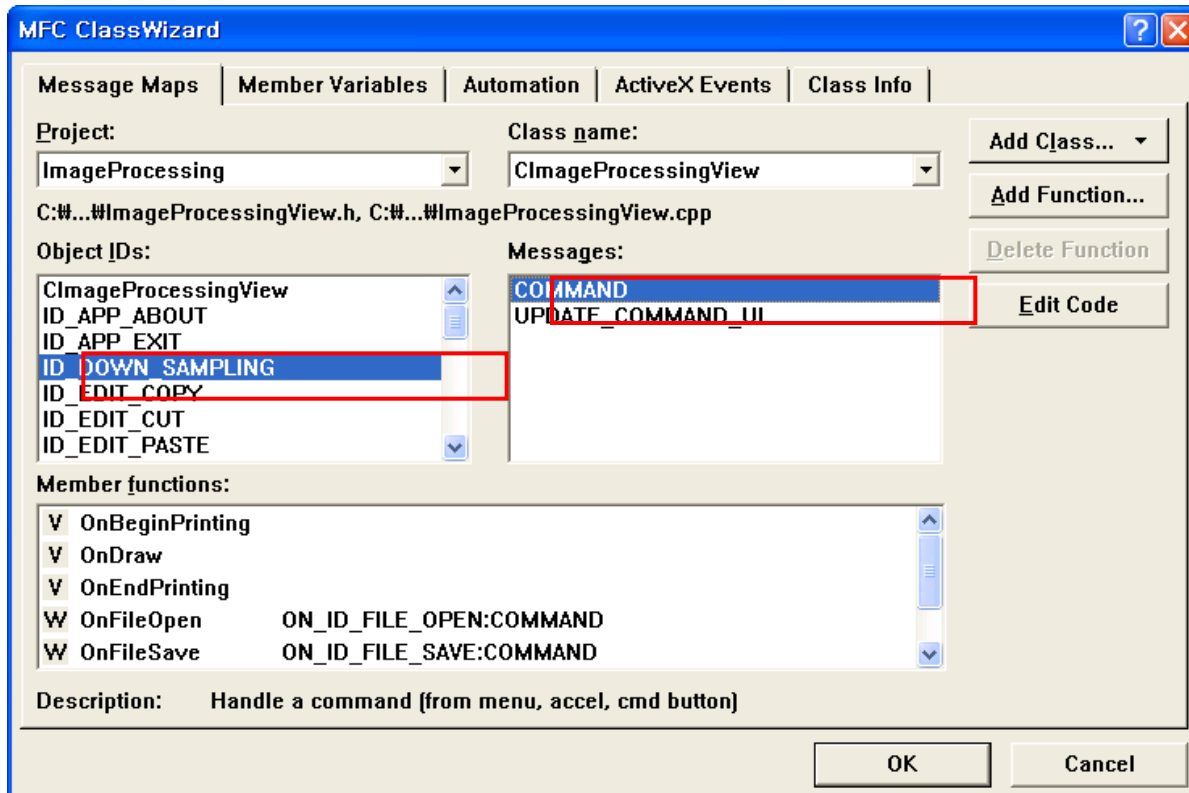 MFC ClassWizard
Message Maps Member Variables Automation ActiveX Events Class Info
Project: Class name:
ImageProcessing CImageProcessingView
Add Class...
Add Function...
C:₩...₩ImageProcessingView.h, C:₩...₩ImageProcessingView.cpp
Object IDs: Messages:
Delete Function
CImageProcessingView COMMAND
ID_APP_ABOUT UPDATE_COMMAND_UI
Edit Code
ID_APP_EXIT
ID_DOWN_SAMPLING
ID_EDIT_COPY
ID_EDIT_CUT
ID_EDIT_PASTE
Member functions:
V OnBeginPrinting
V OnDraw
V OnEndPrinting
W OnFileOpen ON_ID_FILE_OPEN:COMMAND
W OnFileSave ON_ID_FILE_SAVE:COMMAND
Description: Handle a command (from menu, accel, cmd button)
OK Cancel